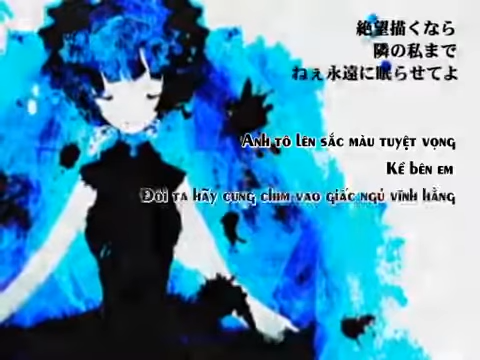 絶望描くなら
隣の私まで
ねぇ永遠に眠らせてよ
Anh tô lên sắc màu tuyệt vọng
Kề bên em
Đôi ta hãy cùng chìm vào giấc ngủ vĩnh hằng